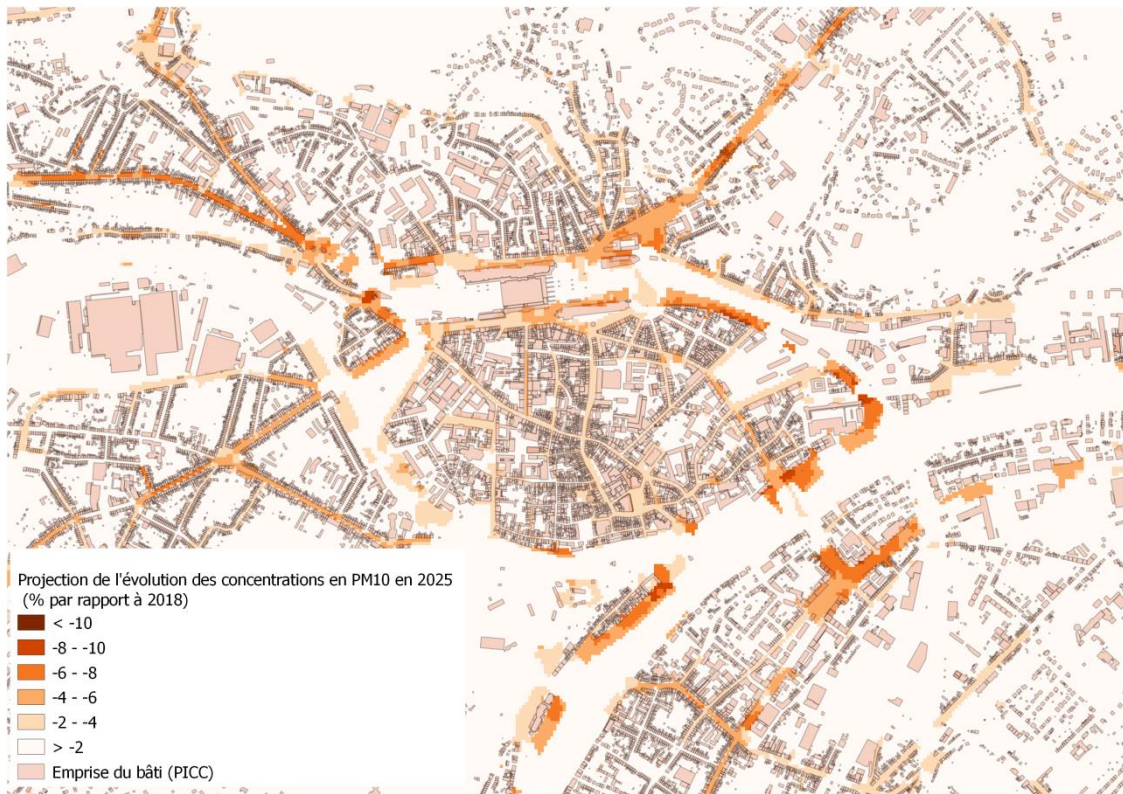 Projection de l'évolution des concentrations en PM10 en 2025
(% par rapport à 2018)
< -10
-8 - -10
-6 - -8
-4 - -6
-2 - -4
> -2
Emprise du bâti (PICC)